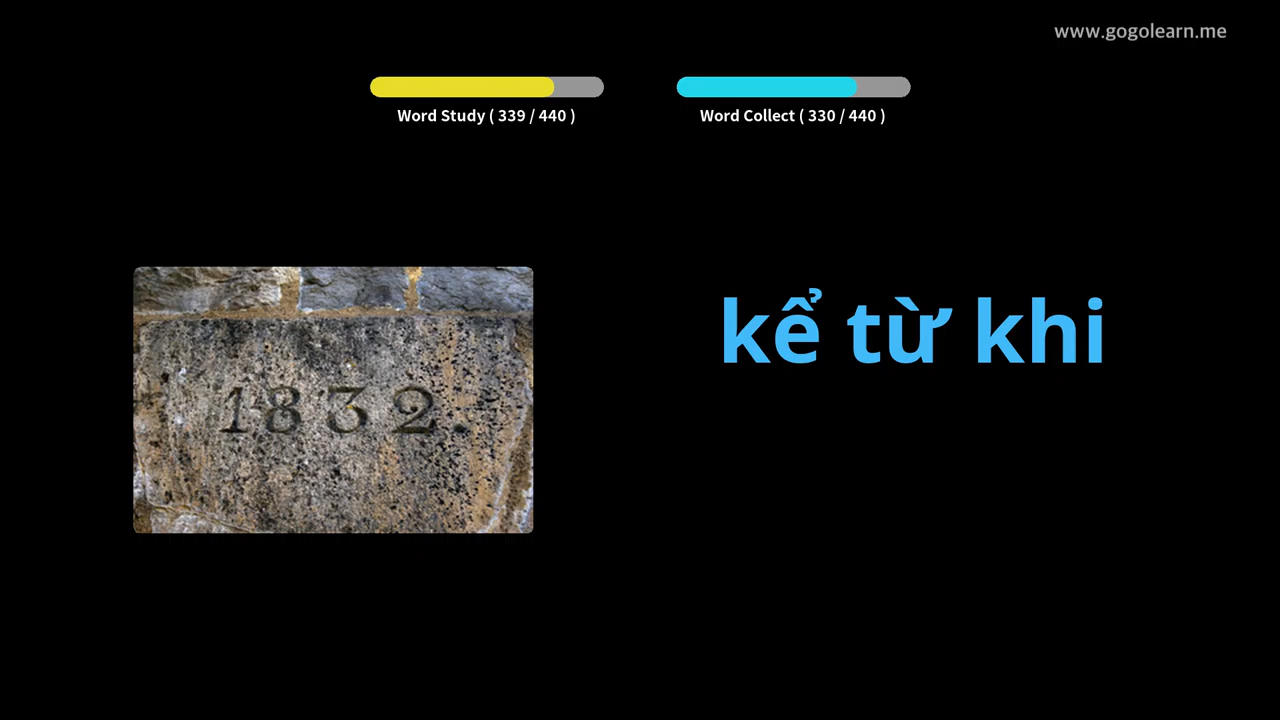 www.gogolearn.me
Word Study ( 339 / 440 )
Word Collect ( 330 / 440 )
kể từ khi
1832.